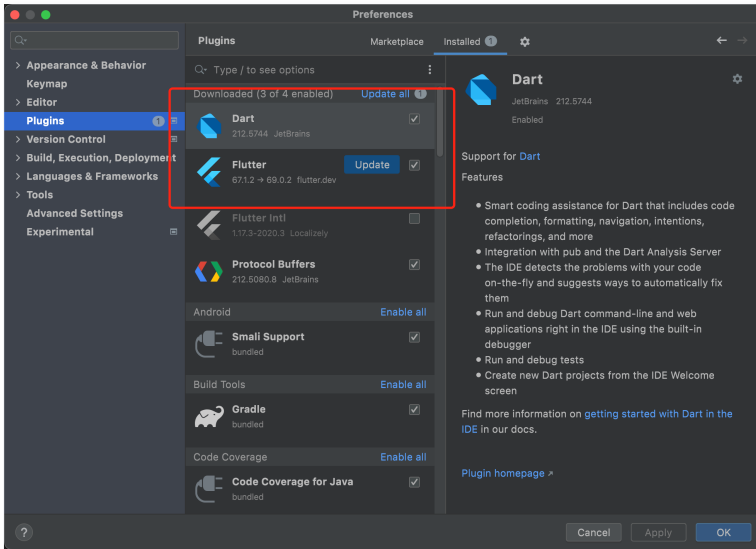 Preferences
Plugins
Marketplace
Installed 1
Type / to see options
Appearance & Behavior
Keymap
Editor
Plugins 1
Version Control
Build, Execution, Deployment
Languages & Frameworks
Tools
Advanced Settings
Experimental
Downloaded (3 of 4 enabled) Update all 1
Dart
212.5744 JetBrains
Flutter
Update
67.1.2 → 69.0.2 flutter.dev
Flutter Intl
1.17.3-2020.3 Localizely
Protocol Buffers
212.5080.8 JetBrains
Android Enable all
Smali Support
bundled
Build Tools Enable all
Gradle
bundled
Code Coverage Enable all
Code Coverage for Java
bundled
Dart
JetBrains 212.5744
Enabled
Support for Dart
Features
• Smart coding assistance for Dart that includes code
completion, formatting, navigation, intentions,
refactorings, and more
• Integration with pub and the Dart Analysis Server
• The IDE detects the problems with your code
on-the-fly and suggests ways to automatically fix
them
• Run and debug Dart command-line and web
applications right in the IDE using the built-in
debugger
• Run and debug tests
• Create new Dart projects from the IDE Welcome
screen
Find more information on getting started with Dart in the
IDE in our docs.
Plugin homepage ↗
?
Cancel
Apply
OK